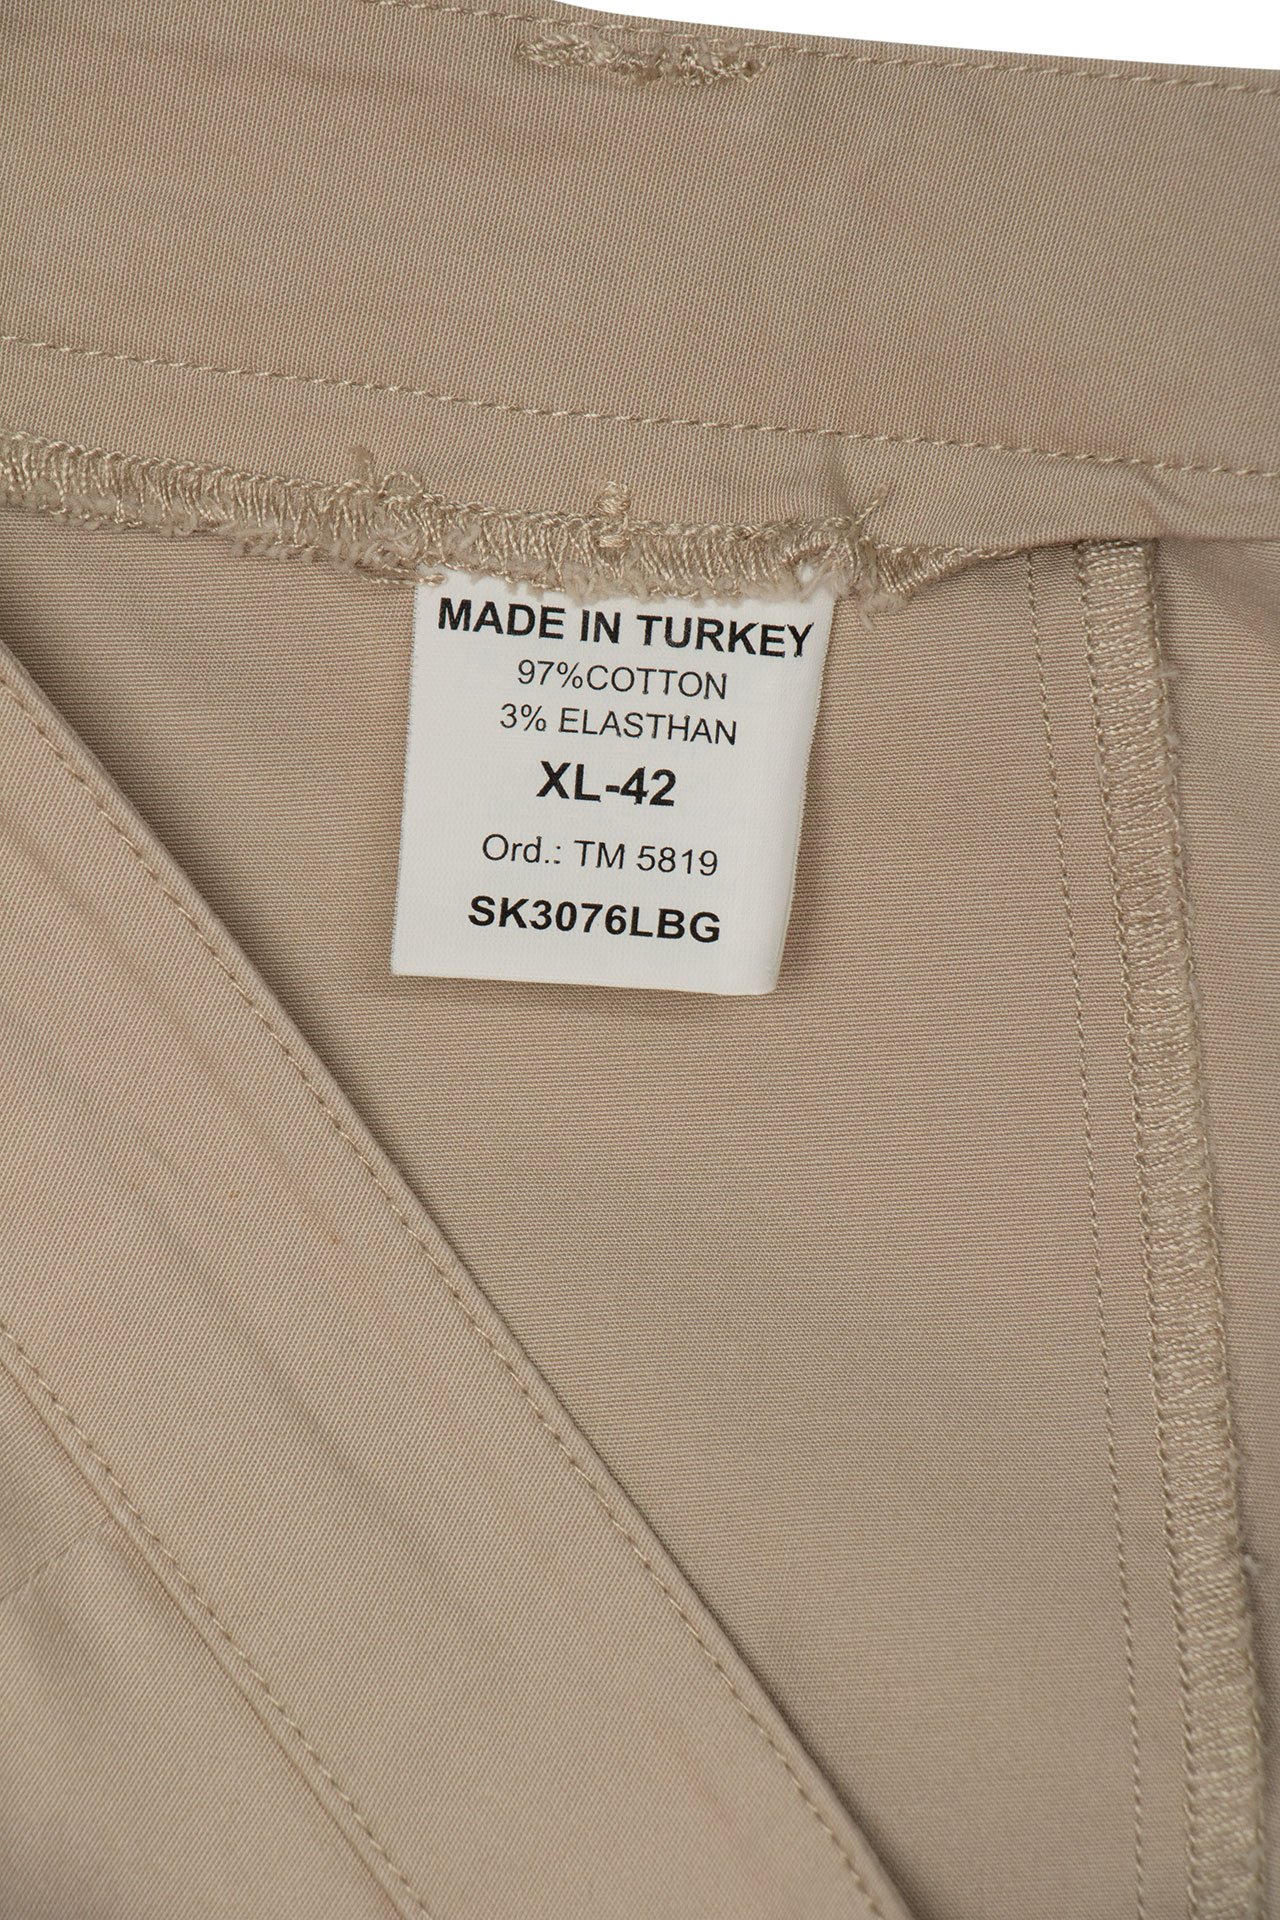 MADE IN TURKEY
97%COTTON
3% ELASTHAN
XL-42
Ord.: TM 5819
SK3076LBG